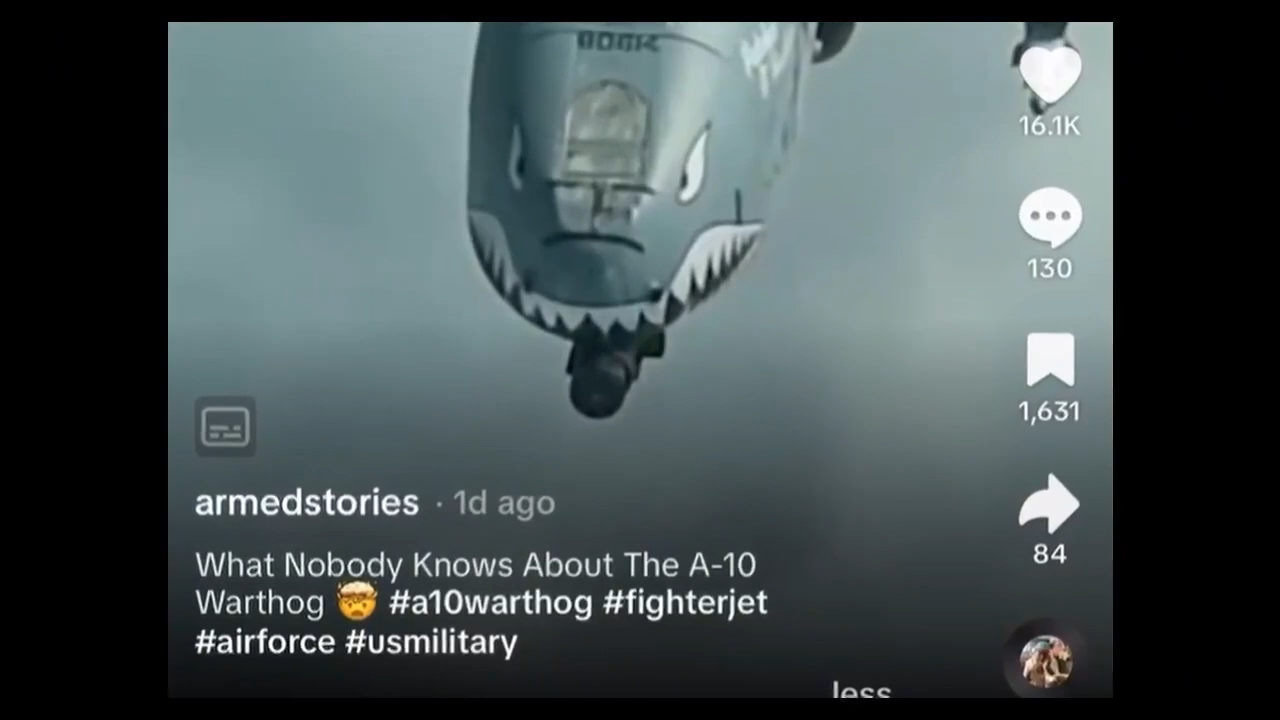 16.1K
130
1,631
84
armedstories · 1d ago
What Nobody Knows About The A-10
Warthog 🤯 #a10warthog #fighterjet
#airforce #usmilitary
less